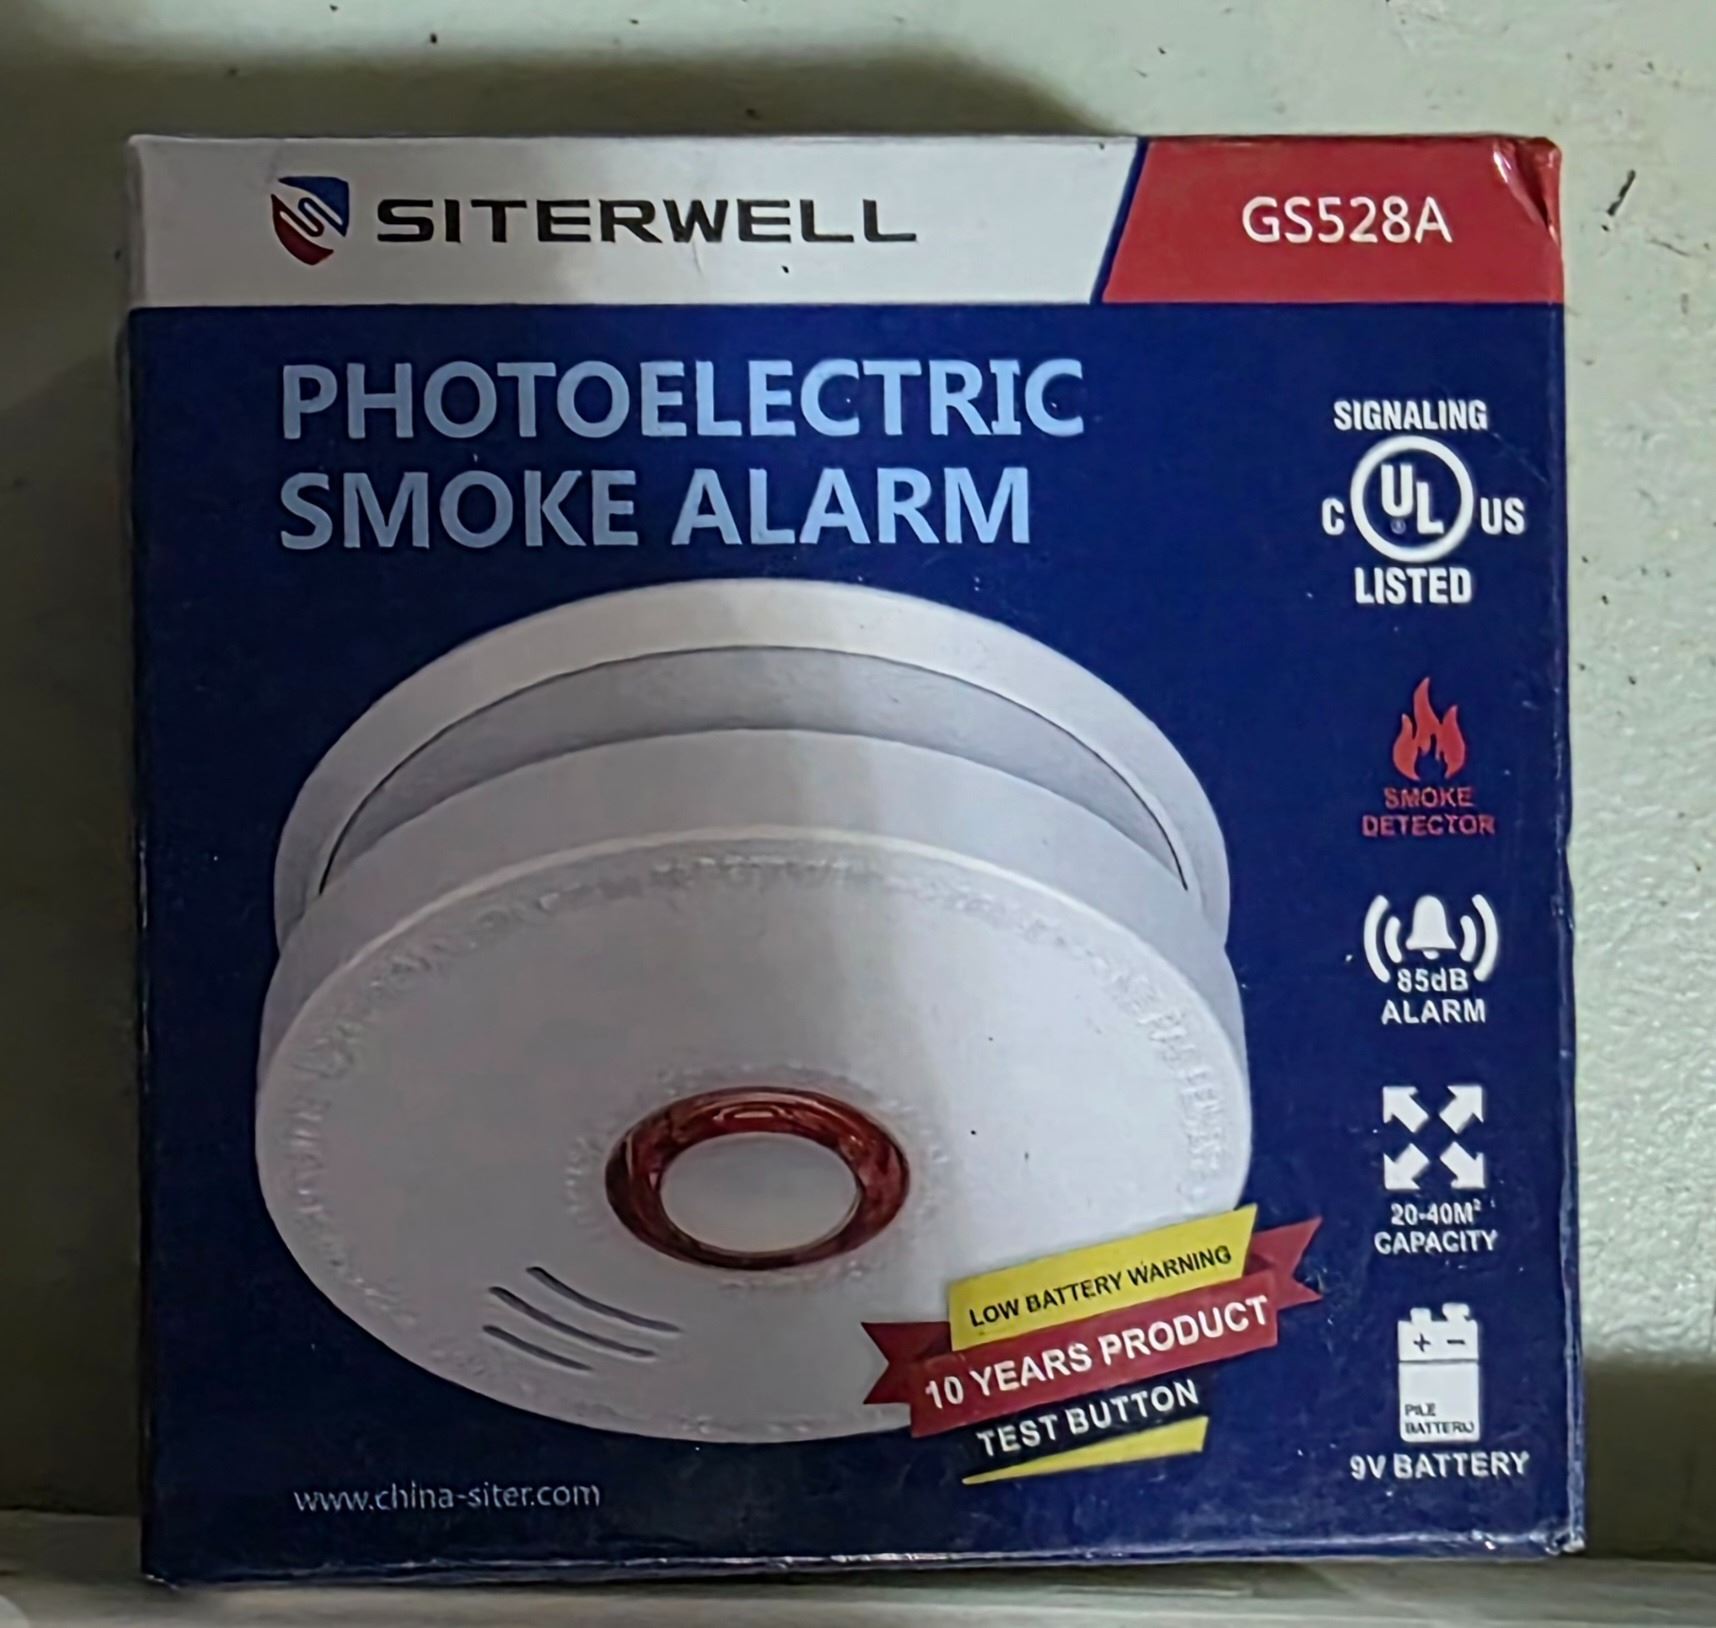 SITERWELL
GS528A
PHOTOELECTRIC
SMOKE ALARM
SIGNALING
C UL US
LISTED
SMOKE
DETECTOR
85dB
ALARM
20-40M²
CAPACITY
LOW BATTERY WARNING
10 YEARS PRODUCT
TEST BUTTON
+ -
9V BATTERY
www.china-siter.com